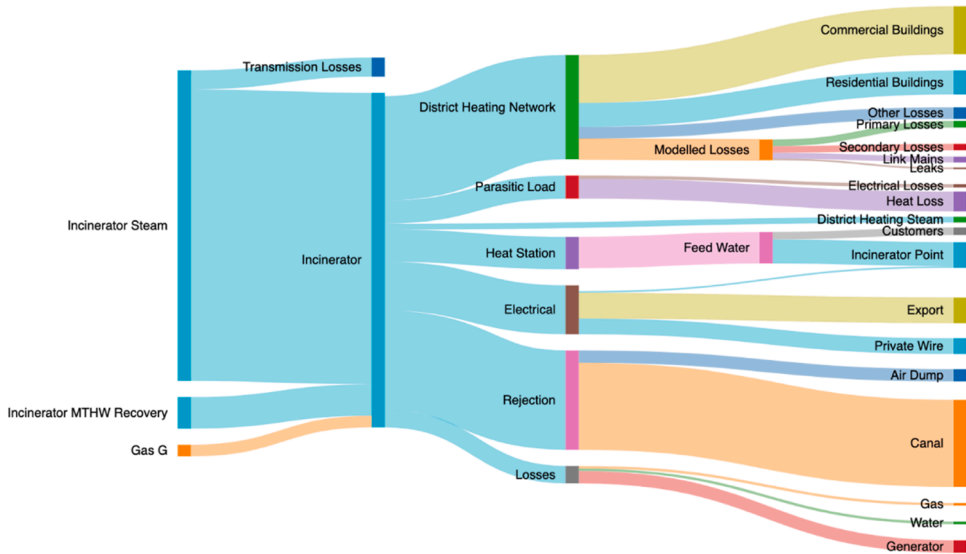 Commercial Buildings
Transmission Losses
Residential Buildings
District Heating Network
Other Losses
Primary Losses
Modelled Losses
Secondary Losses
Link Mains
Leaks
Parasitic Load
Electrical Losses
Heat Loss
Incinerator Steam
District Heating Steam
Customers
Incinerator
Heat Station
Feed Water
Incinerator Point
Electrical
Export
Private Wire
Air Dump
Rejection
Incinerator MTHW Recovery
Canal
Gas G
Losses
Gas
Water
Generator